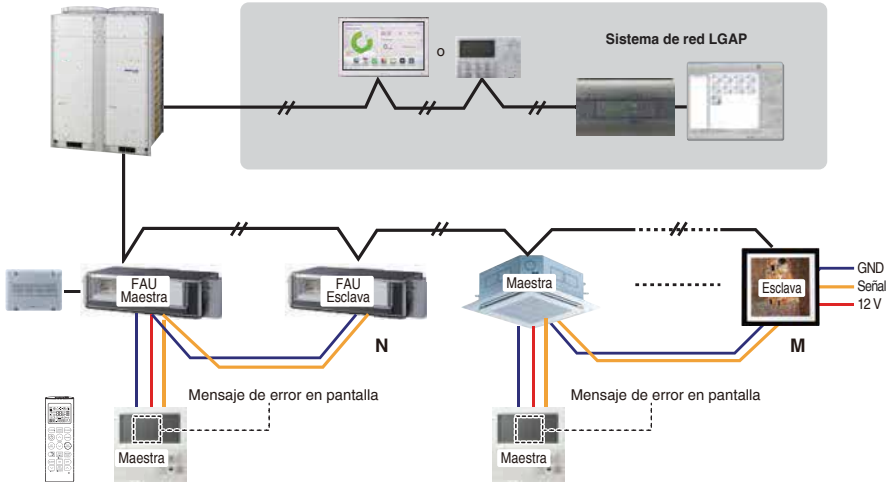 Sistema de red LGAP
o
FAU
Maestra
FAU
Esclava
Maestra
Esclava
GND
Señal
12 V
N
M
Mensaje de error en pantalla
Mensaje de error en pantalla
Maestra
Maestra